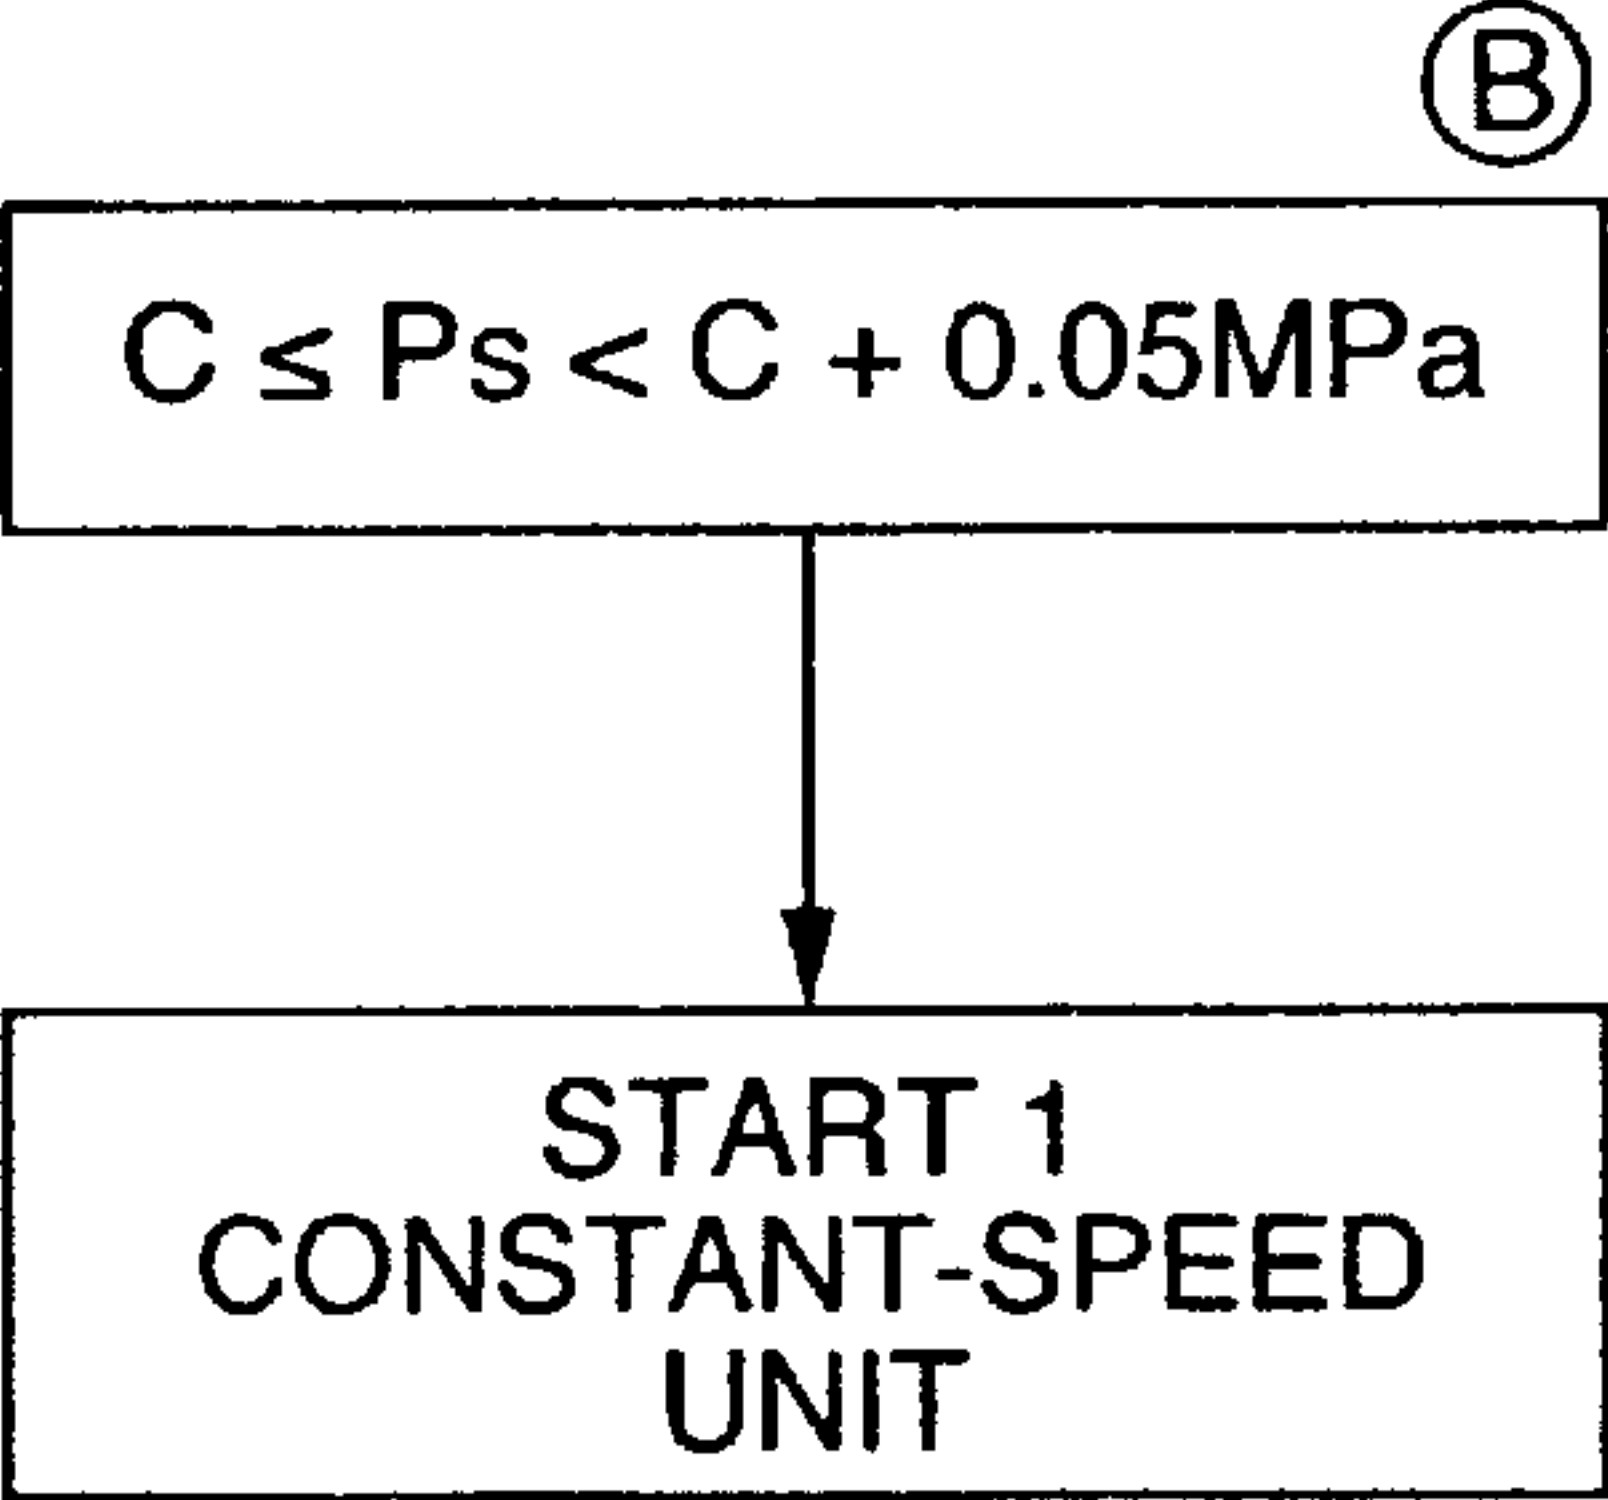 B
C ≤ Ps < C + 0.05MPa
START 1
CONSTANT-SPEED
UNIT